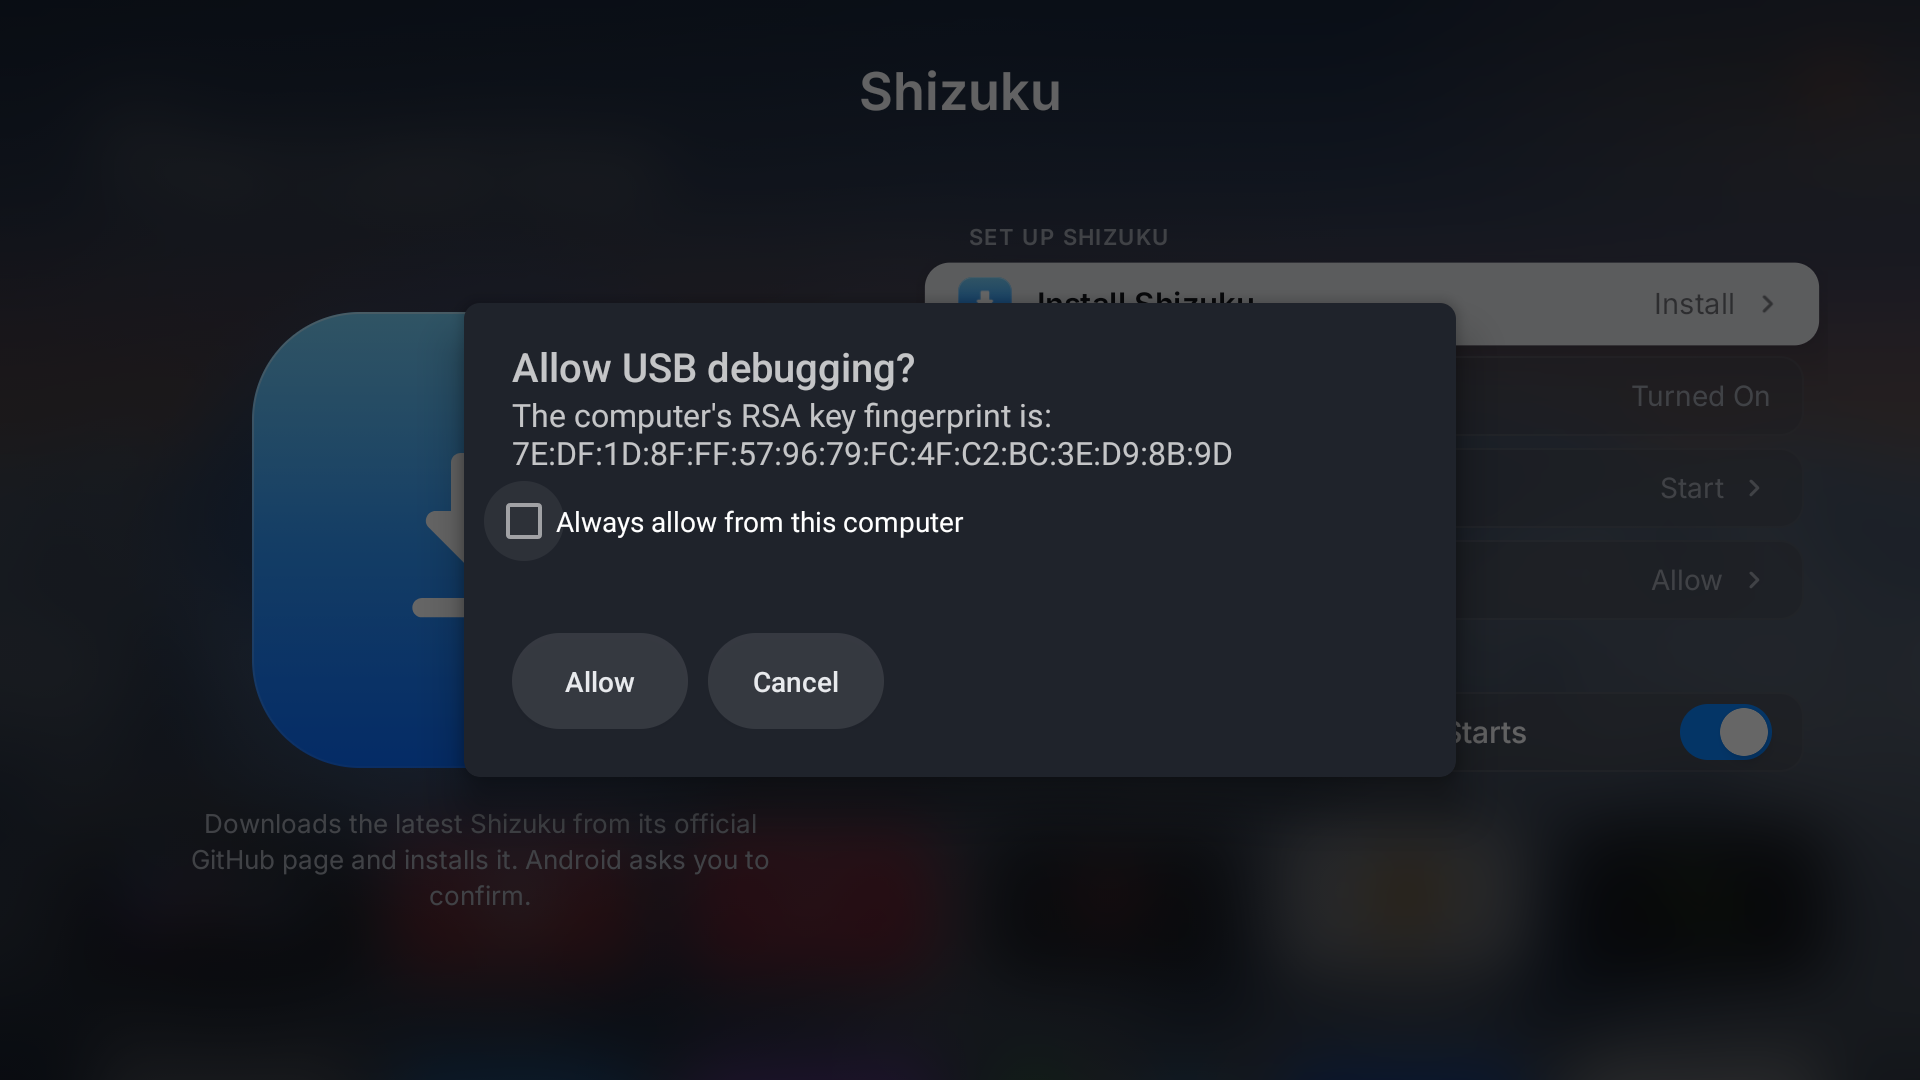 Shizuku
SET UP SHIZUKU
Install Shizuku
Install
Allow USB debugging?
The computer's RSA key fingerprint is:
7E:DF:1D:8F:FF:57:96:79:FC:4F:C2:BC:3E:D9:8B:9D
Always allow from this computer
Allow
Cancel
Turned On
Start
Allow
Starts
Downloads the latest Shizuku from its official
GitHub page and installs it. Android asks you to
confirm.